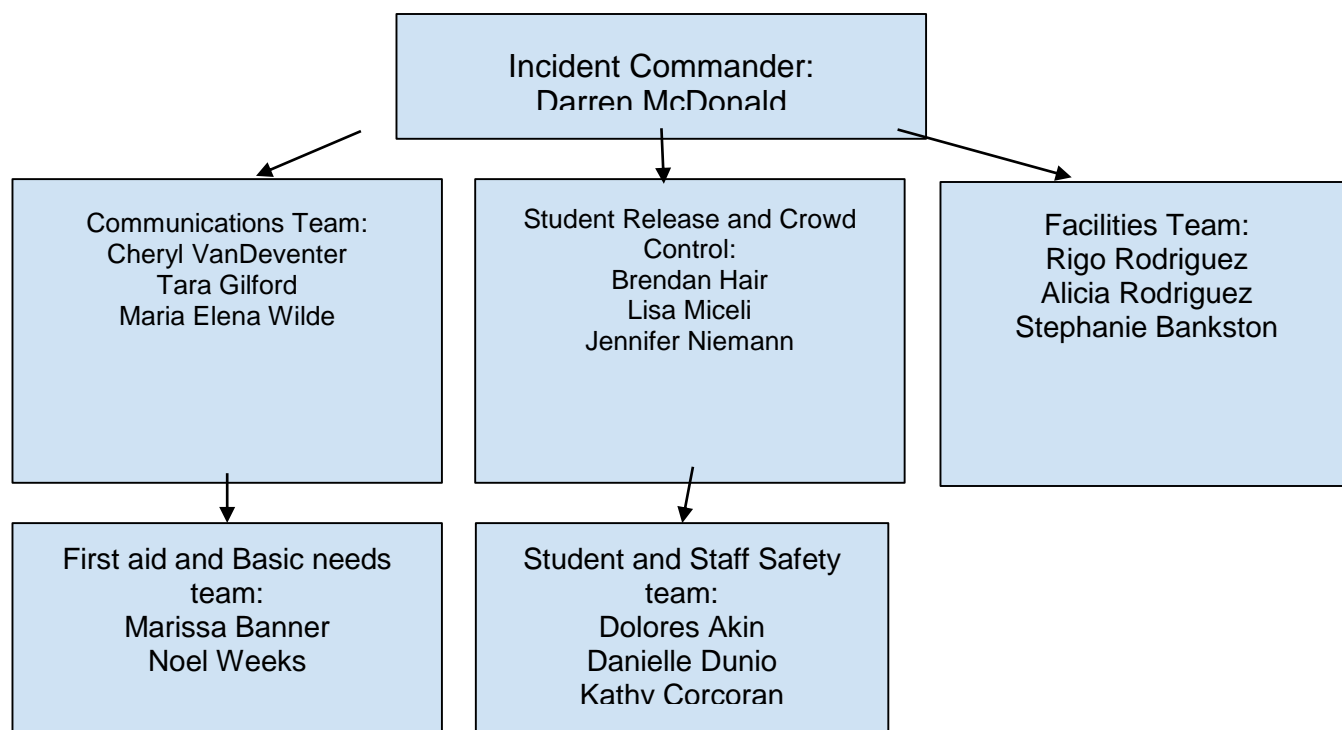 Incident Commander:
Darren McDonald
Communications Team:
Cheryl VanDeventer
Tara Gilford
Maria Elena Wilde
Student Release and Crowd
Control:
Brendan Hair
Lisa Miceli
Jennifer Niemann
Facilities Team:
Rigo Rodriguez
Alicia Rodriguez
Stephanie Bankston
First aid and Basic needs
team:
Marissa Banner
Noel Weeks
Student and Staff Safety
team:
Dolores Akin
Danielle Dunio
Kathy Corcoran